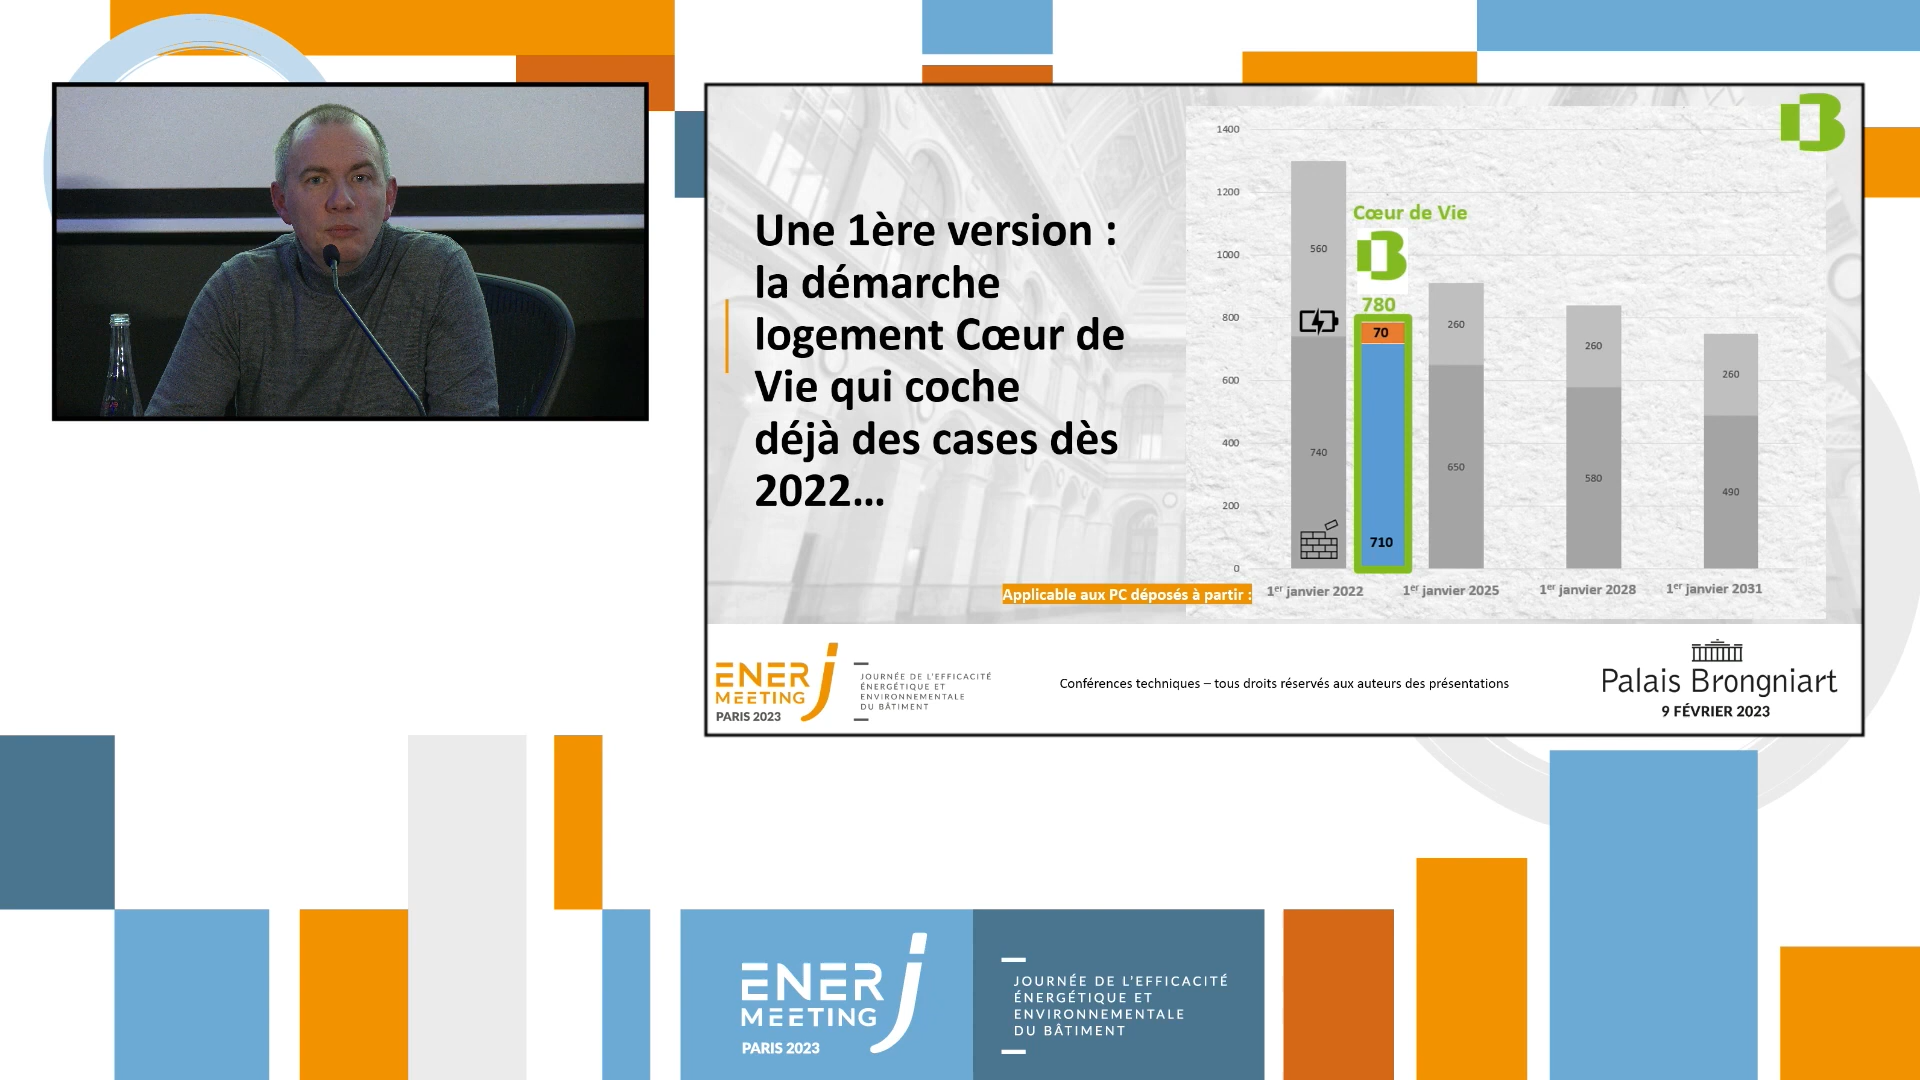 Une 1ère version :
la démarche
logement Cœur de
Vie qui coche
déjà des cases dès
2022...
1400
1200
1000
800
600
400
200
0
560
740
Cœur de Vie
780
70
710
260
650
260
580
260
490
Applicable aux PC déposés à partir :
1er janvier 2022
1er janvier 2025
1er janvier 2028
1er janvier 2031
ENERJ
MEETING
PARIS 2023
JOURNÉE DE L'EFFICACITÉ
ÉNERGÉTIQUE ET
ENVIRONNEMENTALE
DU BÂTIMENT
Conférences techniques – tous droits réservés aux auteurs des présentations
Palais Brongniart
9 FÉVRIER 2023
ENERJ
MEETING
PARIS 2023
JOURNÉE DE L'EFFICACITÉ
ÉNERGÉTIQUE ET
ENVIRONNEMENTALE
DU BÂTIMENT